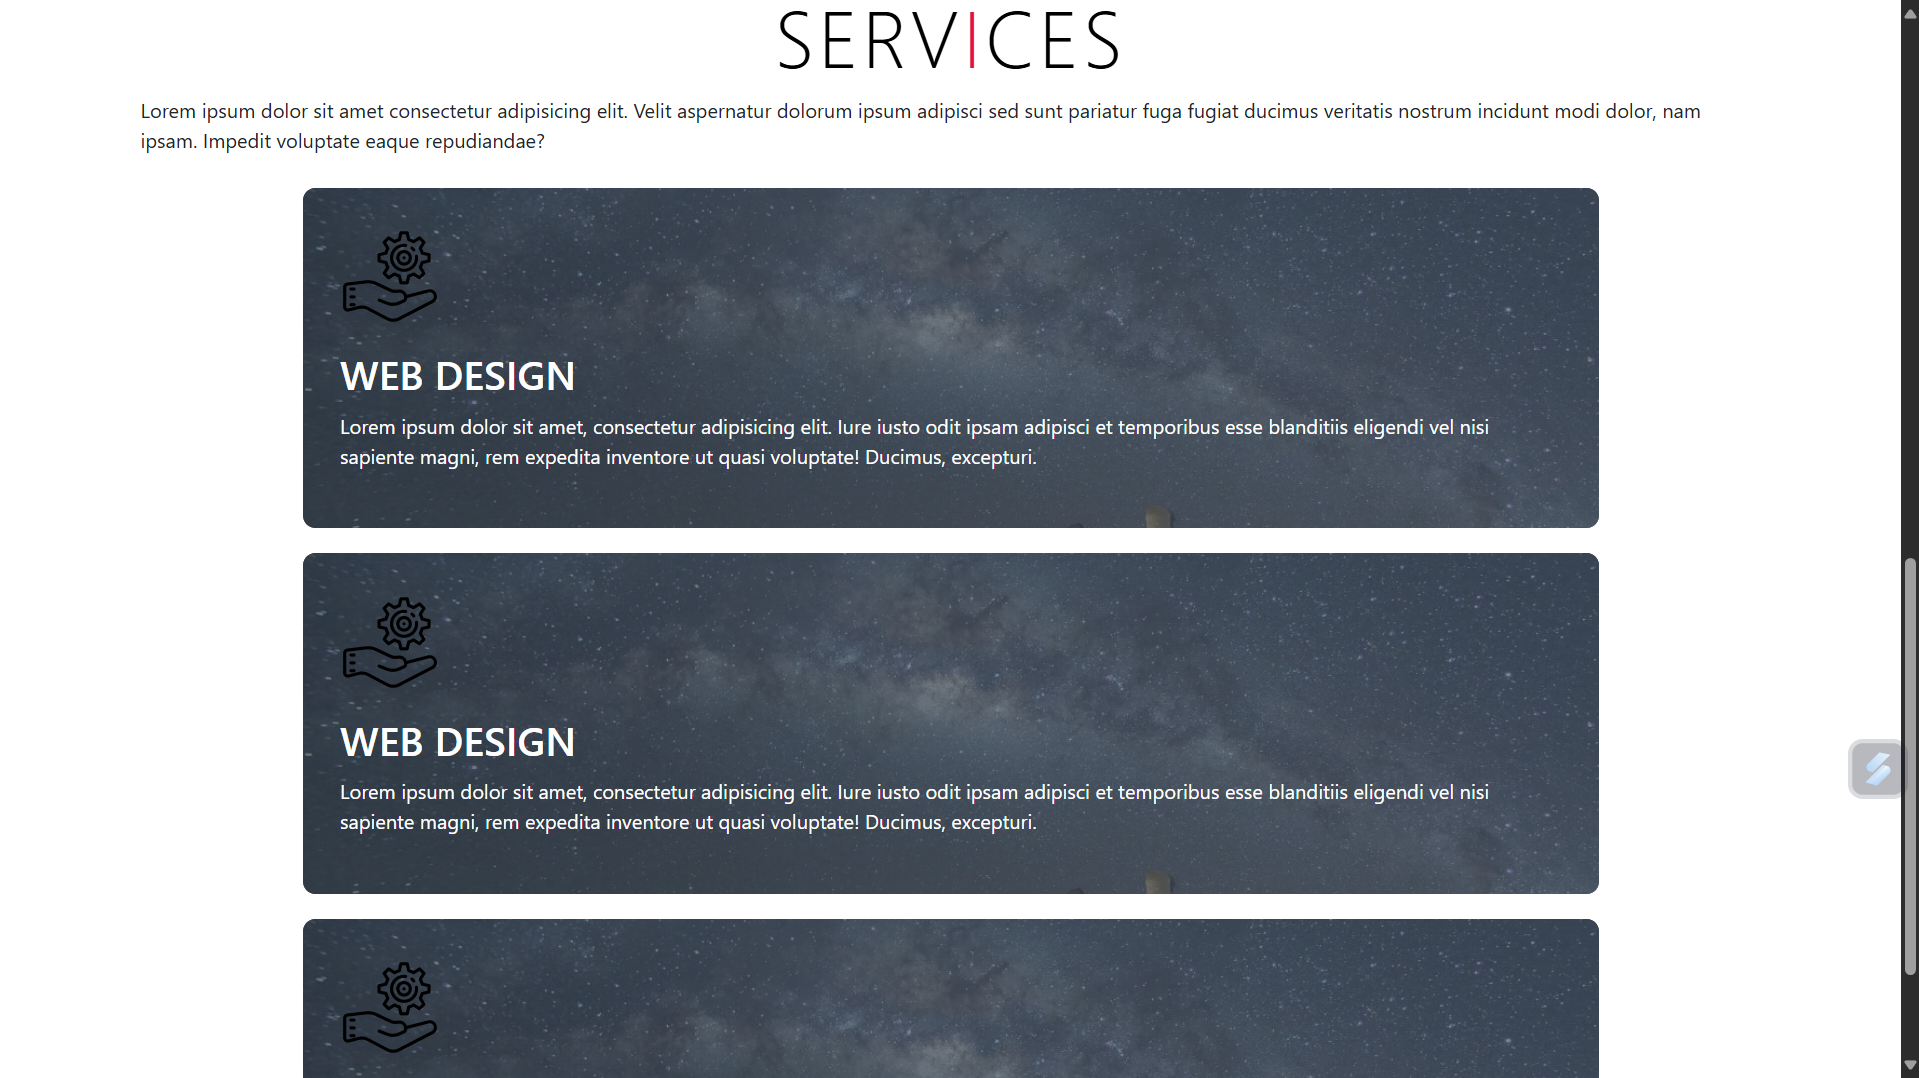 SERVICES
Lorem ipsum dolor sit amet consectetur adipisicing elit. Velit aspernatur dolorum ipsum adipisci sed sunt pariatur fuga fugiat ducimus veritatis nostrum incidunt modi dolor, nam
ipsam. Impedit voluptate eaque repudiandae?
WEB DESIGN
Lorem ipsum dolor sit amet, consectetur adipisicing elit. Iure iusto odit ipsam adipisci et temporibus esse blanditiis eligendi vel nisi
sapiente magni, rem expedita inventore ut quasi voluptate! Ducimus, excepturi.
WEB DESIGN
Lorem ipsum dolor sit amet, consectetur adipisicing elit. Iure iusto odit ipsam adipisci et temporibus esse blanditiis eligendi vel nisi
sapiente magni, rem expedita inventore ut quasi voluptate! Ducimus, excepturi.